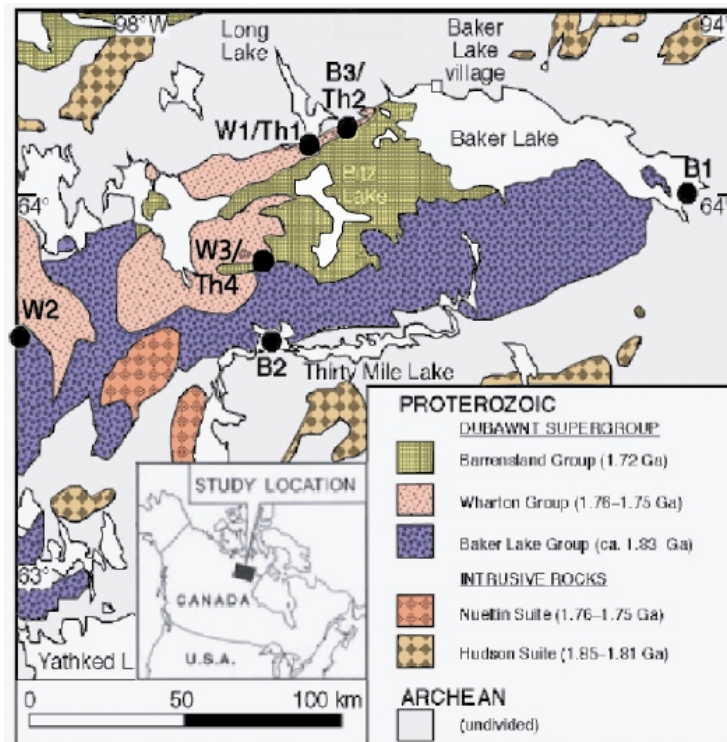 98° W
Long
Lake
Baker
Lake
village
94°
B3/
Th2
W1/Th1
Baker Lake
B1
Bitz
Lake
64°
64°
W3/
Th4
W2
B2
Thirty Mile Lake
63°
Yathked L
STUDY LOCATION
CANADA
U.S.A.
0 50 100 km
PROTEROZOIC
DUBAWNT SUPERGROUP
Barrensland Group (1.72 Ga)
Wharton Group (1.76–1.75 Ga)
Baker Lake Group (ca. 1.83 Ga)
INTRUSIVE ROCKS
Nueltin Suite (1.76–1.75 Ga)
Hudson Suite (1.85–1.81 Ga)
ARCHEAN
(undivided)